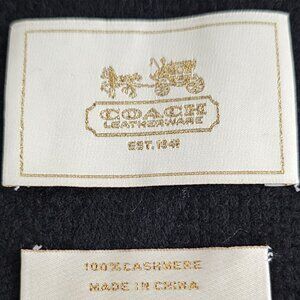 COACH
LEATHERWARE
EST. 1941
100% CASHMERE
MADE IN CHINA